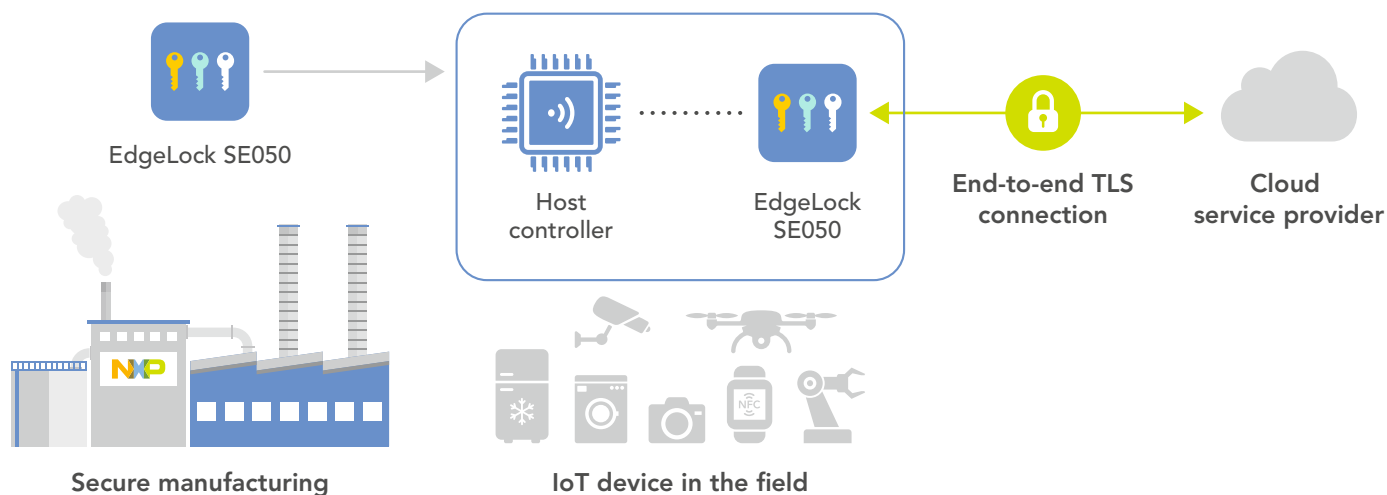 EdgeLock SE050
Host
controller
EdgeLock
SE050
End-to-end TLS
connection
Cloud
service provider
NXP
NFC
Secure manufacturing
IoT device in the field